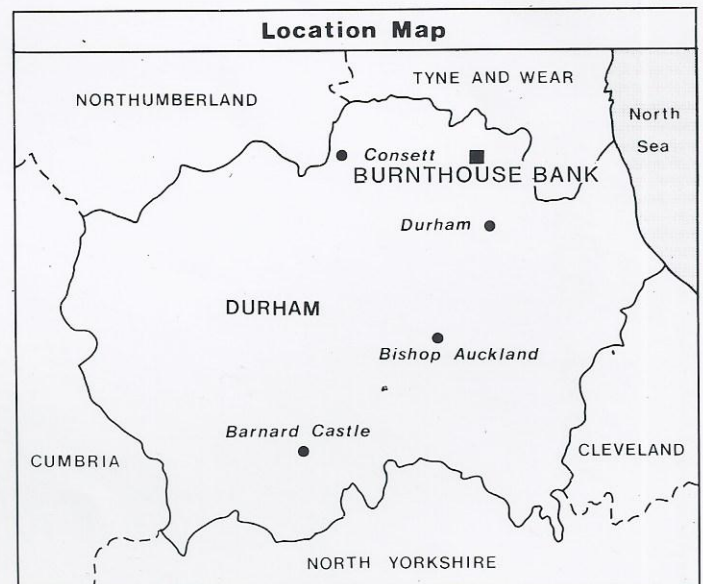 Location Map
TYNE AND WEAR
NORTHUMBERLAND
North
Sea
Consett
BURNTHOUSE BANK
Durham
DURHAM
Bishop Auckland
Barnard Castle
CLEVELAND
CUMBRIA
NORTH YORKSHIRE